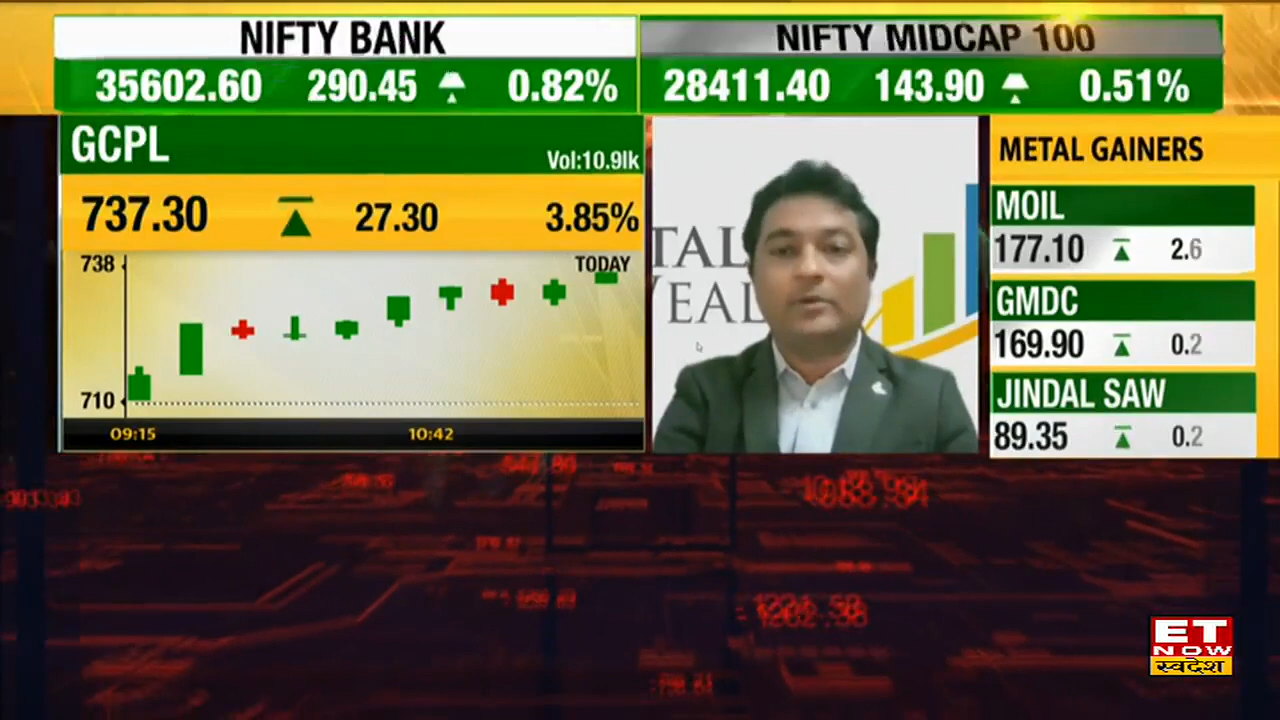 NIFTY BANK
35602.60 290.45 0.82%
NIFTY MIDCAP 100
28411.40 143.90 0.51%
GCPL
Vol:10.9lk
737.30 27.30 3.85%
738
TODAY
710
09:15 10:42
TAL
EAL
METAL GAINERS
MOIL
177.10 2.6
GMDC
169.90 0.2
JINDAL SAW
89.35 0.2
ET
NOW
स्वदेश